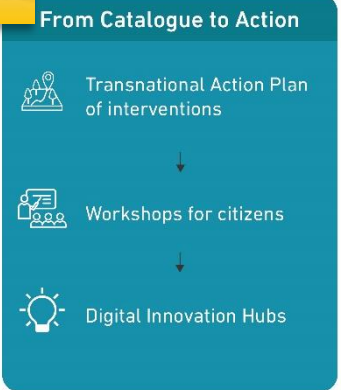 From Catalogue to Action
Transnational Action Plan
of interventions
Workshops for citizens
Digital Innovation Hubs